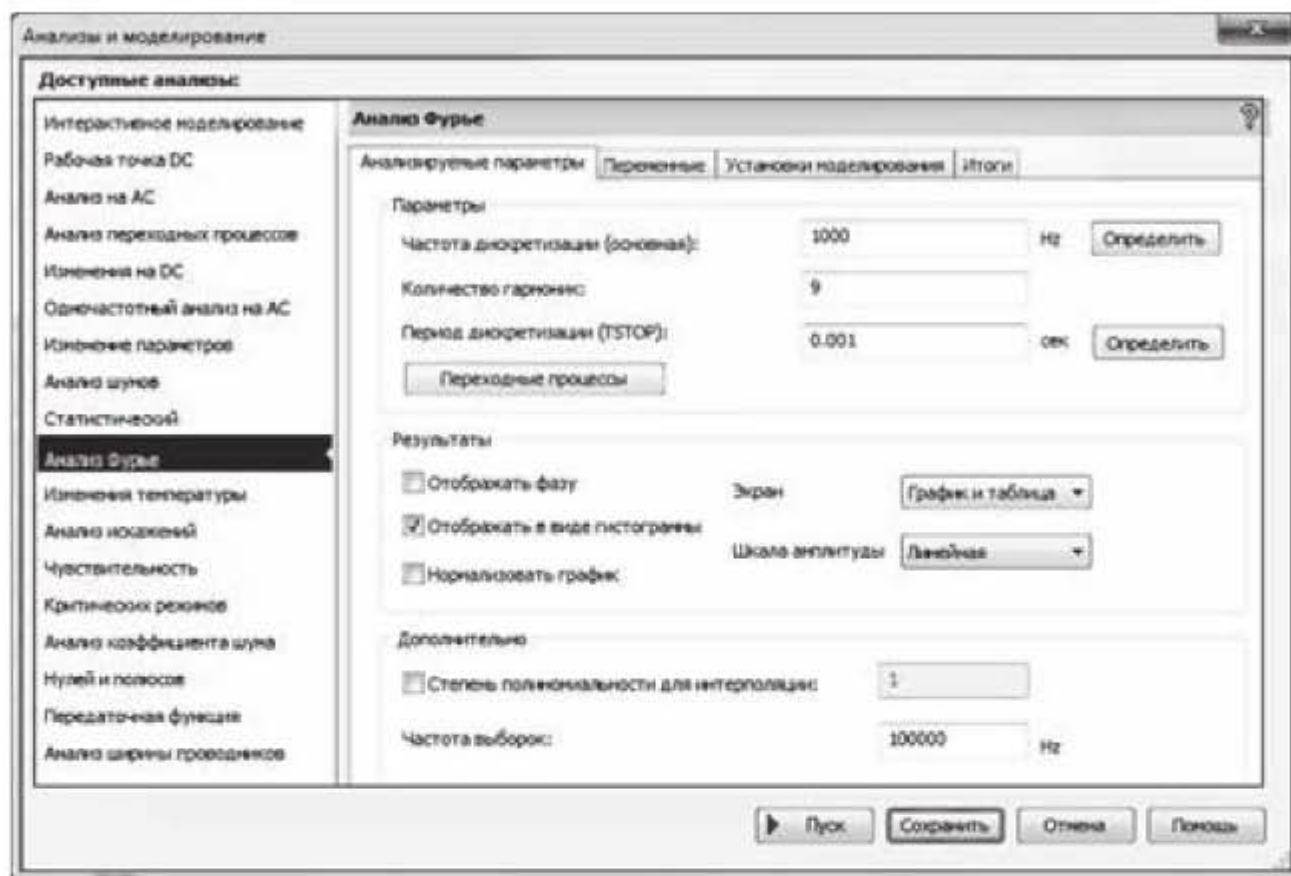 Анализы и моделирование
Доступные анализы:
Интерактивное моделирование
Рабочая точка DC
Анализ на AC
Анализ переходных процессов
Изменения на DC
Одночастотный анализ на AC
Изменение параметров
Анализ шумов
Статистический
Анализ Фурье
Изменения температуры
Анализ искажений
Чувствительность
Критических режимов
Анализ коэффициента шума
Нулей и полюсов
Передаточная функция
Анализ ширины проводников
Анализ Фурье
Анализируемые параметры Переменные Установки моделирования Итоги
Параметры
Частота дискретизации (основная): 1000 Hz Определить
Количество гармоник: 9
Период дискретизации (TSTOP): 0.001 сек Определить
Переходные процессы
Результаты
Отображать фазу Экран График и таблица
Отображать в виде гистограммы
Шкала амплитуды Линейная
Нормализовать график
Дополнительно
Степень полиномиальности для интерполяции: 1
Частота выборок: 100000 Hz
Пуск Сохранить Отмена Помощь